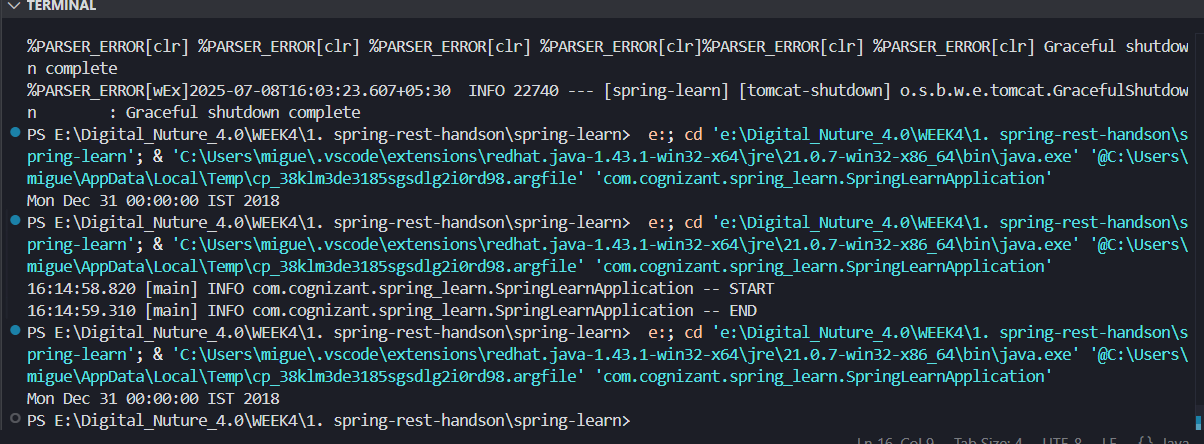 TERMINAL
%PARSER_ERROR[clr] %PARSER_ERROR[clr] %PARSER_ERROR[clr] %PARSER_ERROR[clr]%PARSER_ERROR[clr] %PARSER_ERROR[clr] Graceful shutdow
n complete
%PARSER_ERROR[wEx]2025-07-08T16:03:23.607+05:30  INFO 22740 --- [spring-learn] [tomcat-shutdown] o.s.b.w.e.tomcat.GracefulShutdow
n        : Graceful shutdown complete
PS E:\Digital_Nuture_4.0\WEEK4\1. spring-rest-handson\spring-learn>  e:; cd 'e:\Digital_Nuture_4.0\WEEK4\1. spring-rest-handson\s
pring-learn'; & 'C:\Users\migue\.vscode\extensions\redhat.java-1.43.1-win32-x64\jre\21.0.7-win32-x86_64\bin\java.exe' '@C:\Users\
migue\AppData\Local\Temp\cp_38klm3de3185sgsdlg2i0rd98.argfile' 'com.cognizant.spring_learn.SpringLearnApplication'
Mon Dec 31 00:00:00 IST 2018
PS E:\Digital_Nuture_4.0\WEEK4\1. spring-rest-handson\spring-learn>  e:; cd 'e:\Digital_Nuture_4.0\WEEK4\1. spring-rest-handson\s
pring-learn'; & 'C:\Users\migue\.vscode\extensions\redhat.java-1.43.1-win32-x64\jre\21.0.7-win32-x86_64\bin\java.exe' '@C:\Users\
migue\AppData\Local\Temp\cp_38klm3de3185sgsdlg2i0rd98.argfile' 'com.cognizant.spring_learn.SpringLearnApplication'
16:14:58.820 [main] INFO com.cognizant.spring_learn.SpringLearnApplication -- START
16:14:59.310 [main] INFO com.cognizant.spring_learn.SpringLearnApplication -- END
PS E:\Digital_Nuture_4.0\WEEK4\1. spring-rest-handson\spring-learn>  e:; cd 'e:\Digital_Nuture_4.0\WEEK4\1. spring-rest-handson\s
pring-learn'; & 'C:\Users\migue\.vscode\extensions\redhat.java-1.43.1-win32-x64\jre\21.0.7-win32-x86_64\bin\java.exe' '@C:\Users\
migue\AppData\Local\Temp\cp_38klm3de3185sgsdlg2i0rd98.argfile' 'com.cognizant.spring_learn.SpringLearnApplication'
Mon Dec 31 00:00:00 IST 2018
PS E:\Digital_Nuture_4.0\WEEK4\1. spring-rest-handson\spring-learn>
Ln 16, Col 9 Tab Size: 4 UTF-8 LF {} Java